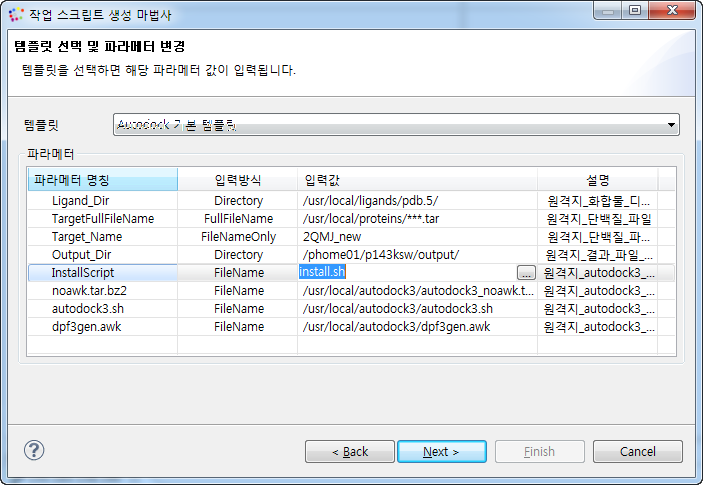 작업 스크립트 생성 마법사
템플릿 선택 및 파라메터 변경
템플릿을 선택하면 해당 파라메터 값이 입력됩니다.
템플릿 Autodock 기본 템플릿
파라메터
파라메터 명칭 입력방식 입력값 설명
Ligand_Dir Directory /usr/local/ligands/pdb.5/ 원격지_화합물_디...
TargetFullFileName FullFileName /usr/local/proteins/***.tar 원격지_단백질_파일
Target_Name FileNameOnly 2QMJ_new 원격지_단백질_파...
Output_Dir Directory /phome01/p143ksw/output/ 원격지_결과_파일_...
InstallScript FileName install.sh ... 원격지_autodock3_...
noawk.tar.bz2 FileName /usr/local/autodock3/autodock3_noawk.t... 원격지_autodock3_...
autodock3.sh FileName /usr/local/autodock3/autodock3.sh 원격지_autodock3_...
dpf3gen.awk FileName /usr/local/autodock3/dpf3gen.awk 원격지_autodock3_...
? < Back Next > Finish Cancel